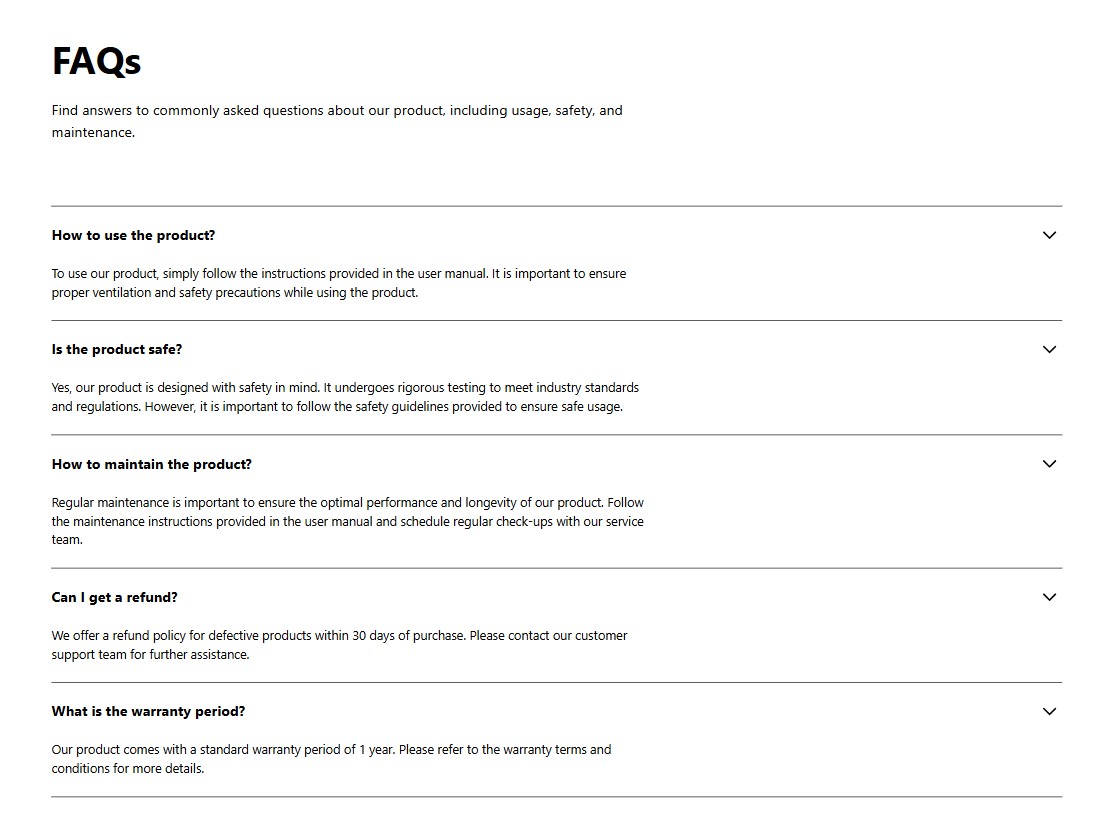 FAQs
Find answers to commonly asked questions about our product, including usage, safety, and
maintenance.
How to use the product?
To use our product, simply follow the instructions provided in the user manual. It is important to ensure
proper ventilation and safety precautions while using the product.
Is the product safe?
Yes, our product is designed with safety in mind. It undergoes rigorous testing to meet industry standards
and regulations. However, it is important to follow the safety guidelines provided to ensure safe usage.
How to maintain the product?
Regular maintenance is important to ensure the optimal performance and longevity of our product. Follow
the maintenance instructions provided in the user manual and schedule regular check-ups with our service
team.
Can I get a refund?
We offer a refund policy for defective products within 30 days of purchase. Please contact our customer
support team for further assistance.
What is the warranty period?
Our product comes with a standard warranty period of 1 year. Please refer to the warranty terms and
conditions for more details.